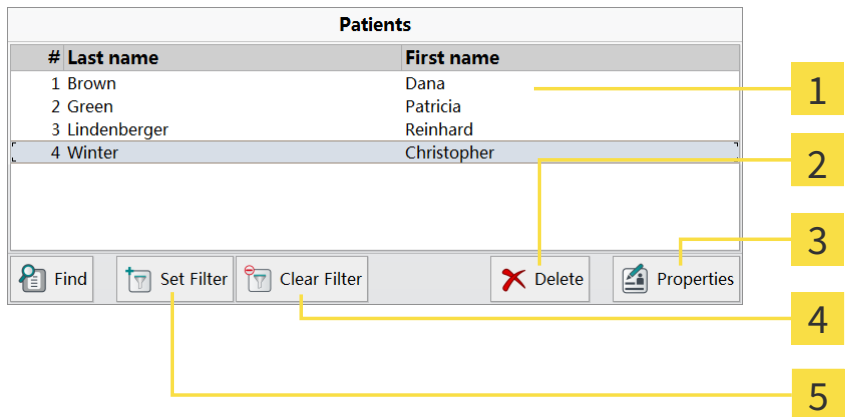 Patients
# Last name First name
1 Brown Dana
2 Green Patricia
3 Lindenberger Reinhard
4 Winter Christopher
Find Set Filter Clear Filter Delete Properties
1
2
3
4
5